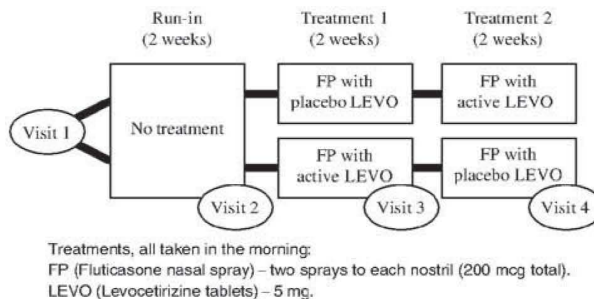 Run-in
(2 weeks)
Treatment 1
(2 weeks)
Treatment 2
(2 weeks)
Visit 1
No treatment
FP with
placebo LEVO
FP with
active LEVO
FP with
active LEVO
FP with
placebo LEVO
Visit 2
Visit 3
Visit 4
Treatments, all taken in the morning:
FP (Fluticasone nasal spray) – two sprays to each nostril (200 mcg total).
LEVO (Levocetirizine tablets) – 5 mg.